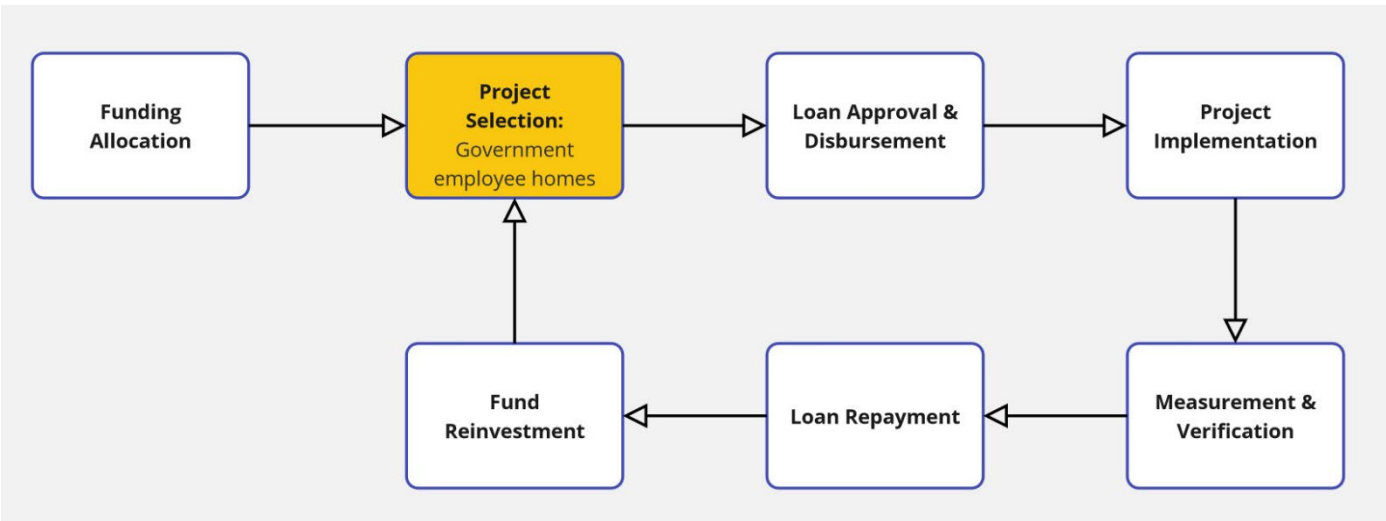 Funding
Allocation
Project
Selection:
Government
employee homes
Loan Approval &
Disbursement
Project
Implementation
Fund
Reinvestment
Loan Repayment
Measurement &
Verification